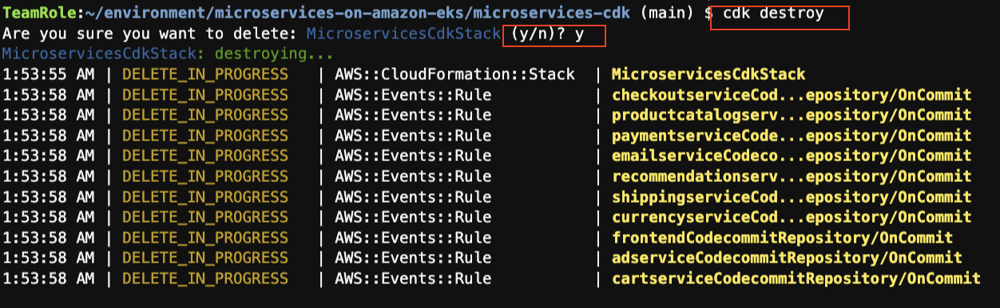 TeamRole:~/environment/microservices-on-amazon-eks/microservices-cdk (main) $ cdk destroy
Are you sure you want to delete: MicroservicesCdkStack (y/n)? y
MicroservicesCdkStack: destroying...
1:53:55 AM | DELETE_IN_PROGRESS   | AWS::CloudFormation::Stack  | MicroservicesCdkStack
1:53:58 AM | DELETE_IN_PROGRESS   | AWS::Events::Rule           | checkoutserviceCod...epository/OnCommit
1:53:58 AM | DELETE_IN_PROGRESS   | AWS::Events::Rule           | productcatalogserv...epository/OnCommit
1:53:58 AM | DELETE_IN_PROGRESS   | AWS::Events::Rule           | paymentserviceCode...epository/OnCommit
1:53:58 AM | DELETE_IN_PROGRESS   | AWS::Events::Rule           | emailserviceCodeco...epository/OnCommit
1:53:58 AM | DELETE_IN_PROGRESS   | AWS::Events::Rule           | recommendationserv...epository/OnCommit
1:53:58 AM | DELETE_IN_PROGRESS   | AWS::Events::Rule           | shippingserviceCod...epository/OnCommit
1:53:58 AM | DELETE_IN_PROGRESS   | AWS::Events::Rule           | currencyserviceCod...epository/OnCommit
1:53:58 AM | DELETE_IN_PROGRESS   | AWS::Events::Rule           | frontendCodecommitRepository/OnCommit
1:53:58 AM | DELETE_IN_PROGRESS   | AWS::Events::Rule           | adserviceCodecommitRepository/OnCommit
1:53:58 AM | DELETE_IN_PROGRESS   | AWS::Events::Rule           | cartserviceCodecommitRepository/OnCommit